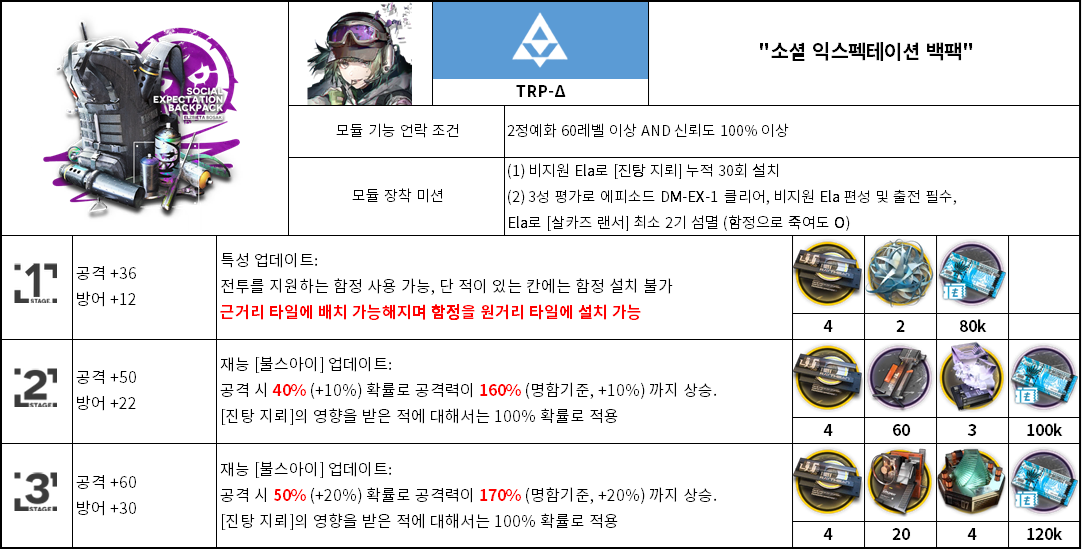 SOCIAL
EXPECTATION
BACKPACK
ELZBIETA BOSAK
TRP-Δ
"소셜 익스펙테이션 백팩"
모듈 기능 연락 조건
2정예화 60레벨 이상 AND 신뢰도 100% 이상
모듈 장착 미션
(1) 비지원 Ela로 [진탕 지뢰] 누적 30회 설치
(2) 3성 평가로 에피소드 DM-EX-1 클리어, 비지원 Ela 편성 및 출전 필수,
Ela로 [살카즈 랜서] 최소 2기 섬멸 (함정으로 죽여도 O)
1
STAGE
공격 +36
방어 +12
특성 업데이트:
전투를 지원하는 함정 사용 가능, 단 적이 있는 칸에는 함정 설치 불가
근거리 타일에 배치 가능해지며 함정을 원거리 타일에 설치 가능
4
2
80k
2
STAGE
공격 +50
방어 +22
재능 [불스아이] 업데이트:
공격 시 40% (+10%) 확률로 공격력이 160% (명함기준, +10%) 까지 상승.
[진탕 지뢰]의 영향을 받은 적에 대해서는 100% 확률로 적용
4
60
3
100k
3
STAGE
공격 +60
방어 +30
재능 [불스아이] 업데이트:
공격 시 50% (+20%) 확률로 공격력이 170% (명함기준, +20%) 까지 상승.
[진탕 지뢰]의 영향을 받은 적에 대해서는 100% 확률로 적용
4
20
4
120k